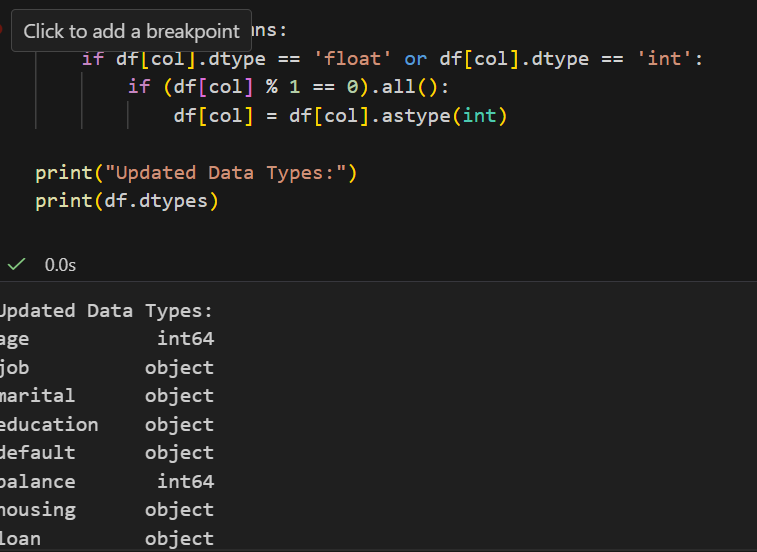 Click to add a breakpoint ns:
if df[col].dtype == 'float' or df[col].dtype == 'int':
if (df[col] % 1 == 0).all():
df[col] = df[col].astype(int)
print("Updated Data Types:")
print(df.dtypes)
0.0s
Updated Data Types:
age int64
job object
marital object
education object
default object
balance int64
housing object
loan object